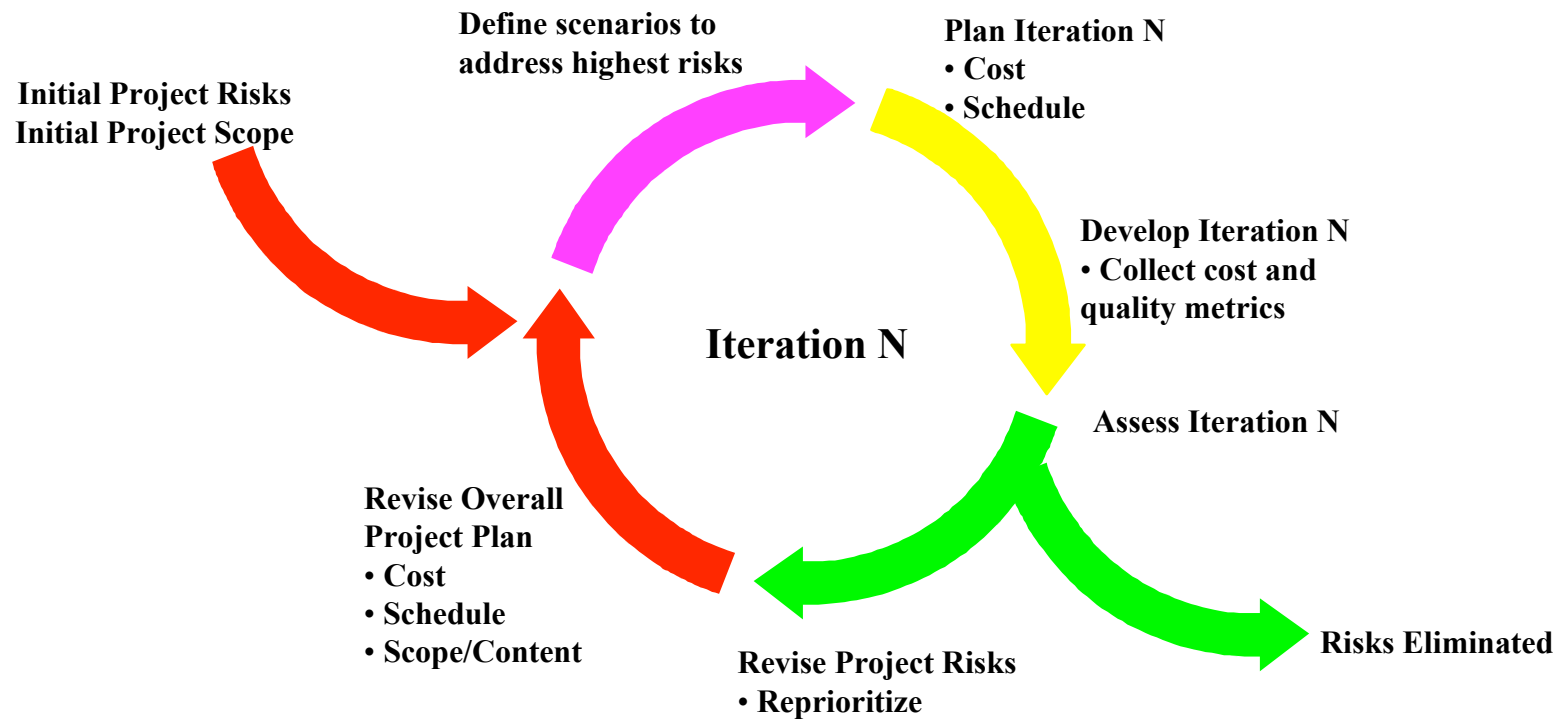 Initial Project Risks
Initial Project Scope
Define scenarios to
address highest risks
Plan Iteration N
• Cost
• Schedule
Develop Iteration N
• Collect cost and
quality metrics
Iteration N
Assess Iteration N
Revise Overall
Project Plan
• Cost
• Schedule
• Scope/Content
Revise Project Risks
• Reprioritize
Risks Eliminated